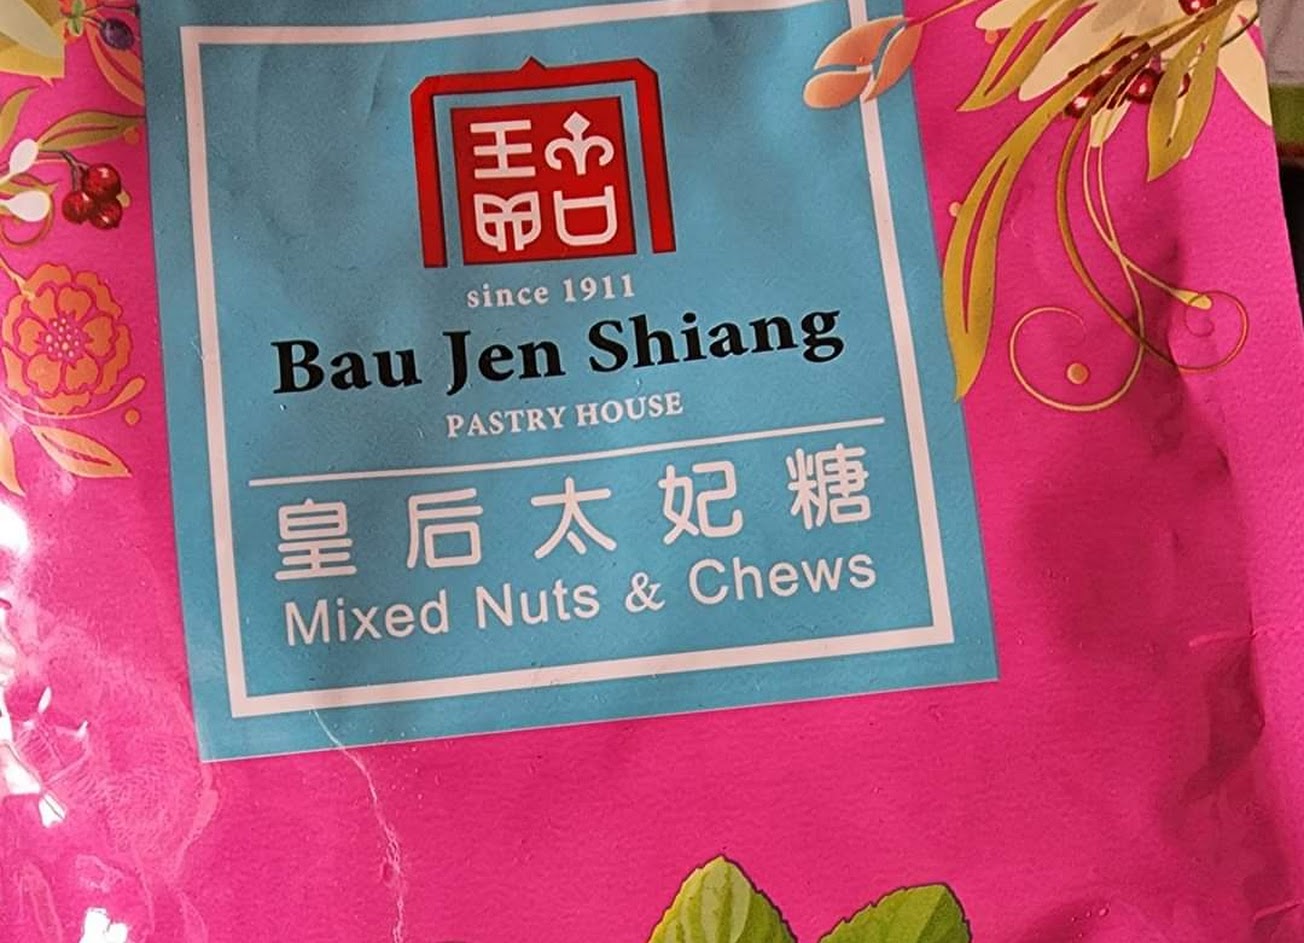 since 1911
Bau Jen Shiang
PASTRY HOUSE
皇后太妃糖
Mixed Nuts & Chews